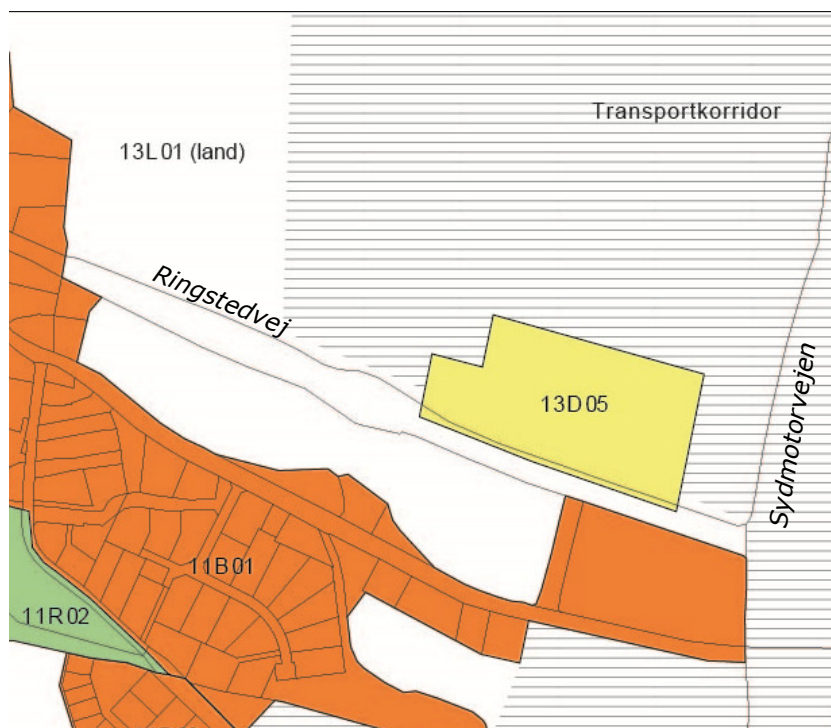 Transportkorridor
13L01 (land)
Ringstedvej
Sydmotorvejen
13D05
11B01
11R02